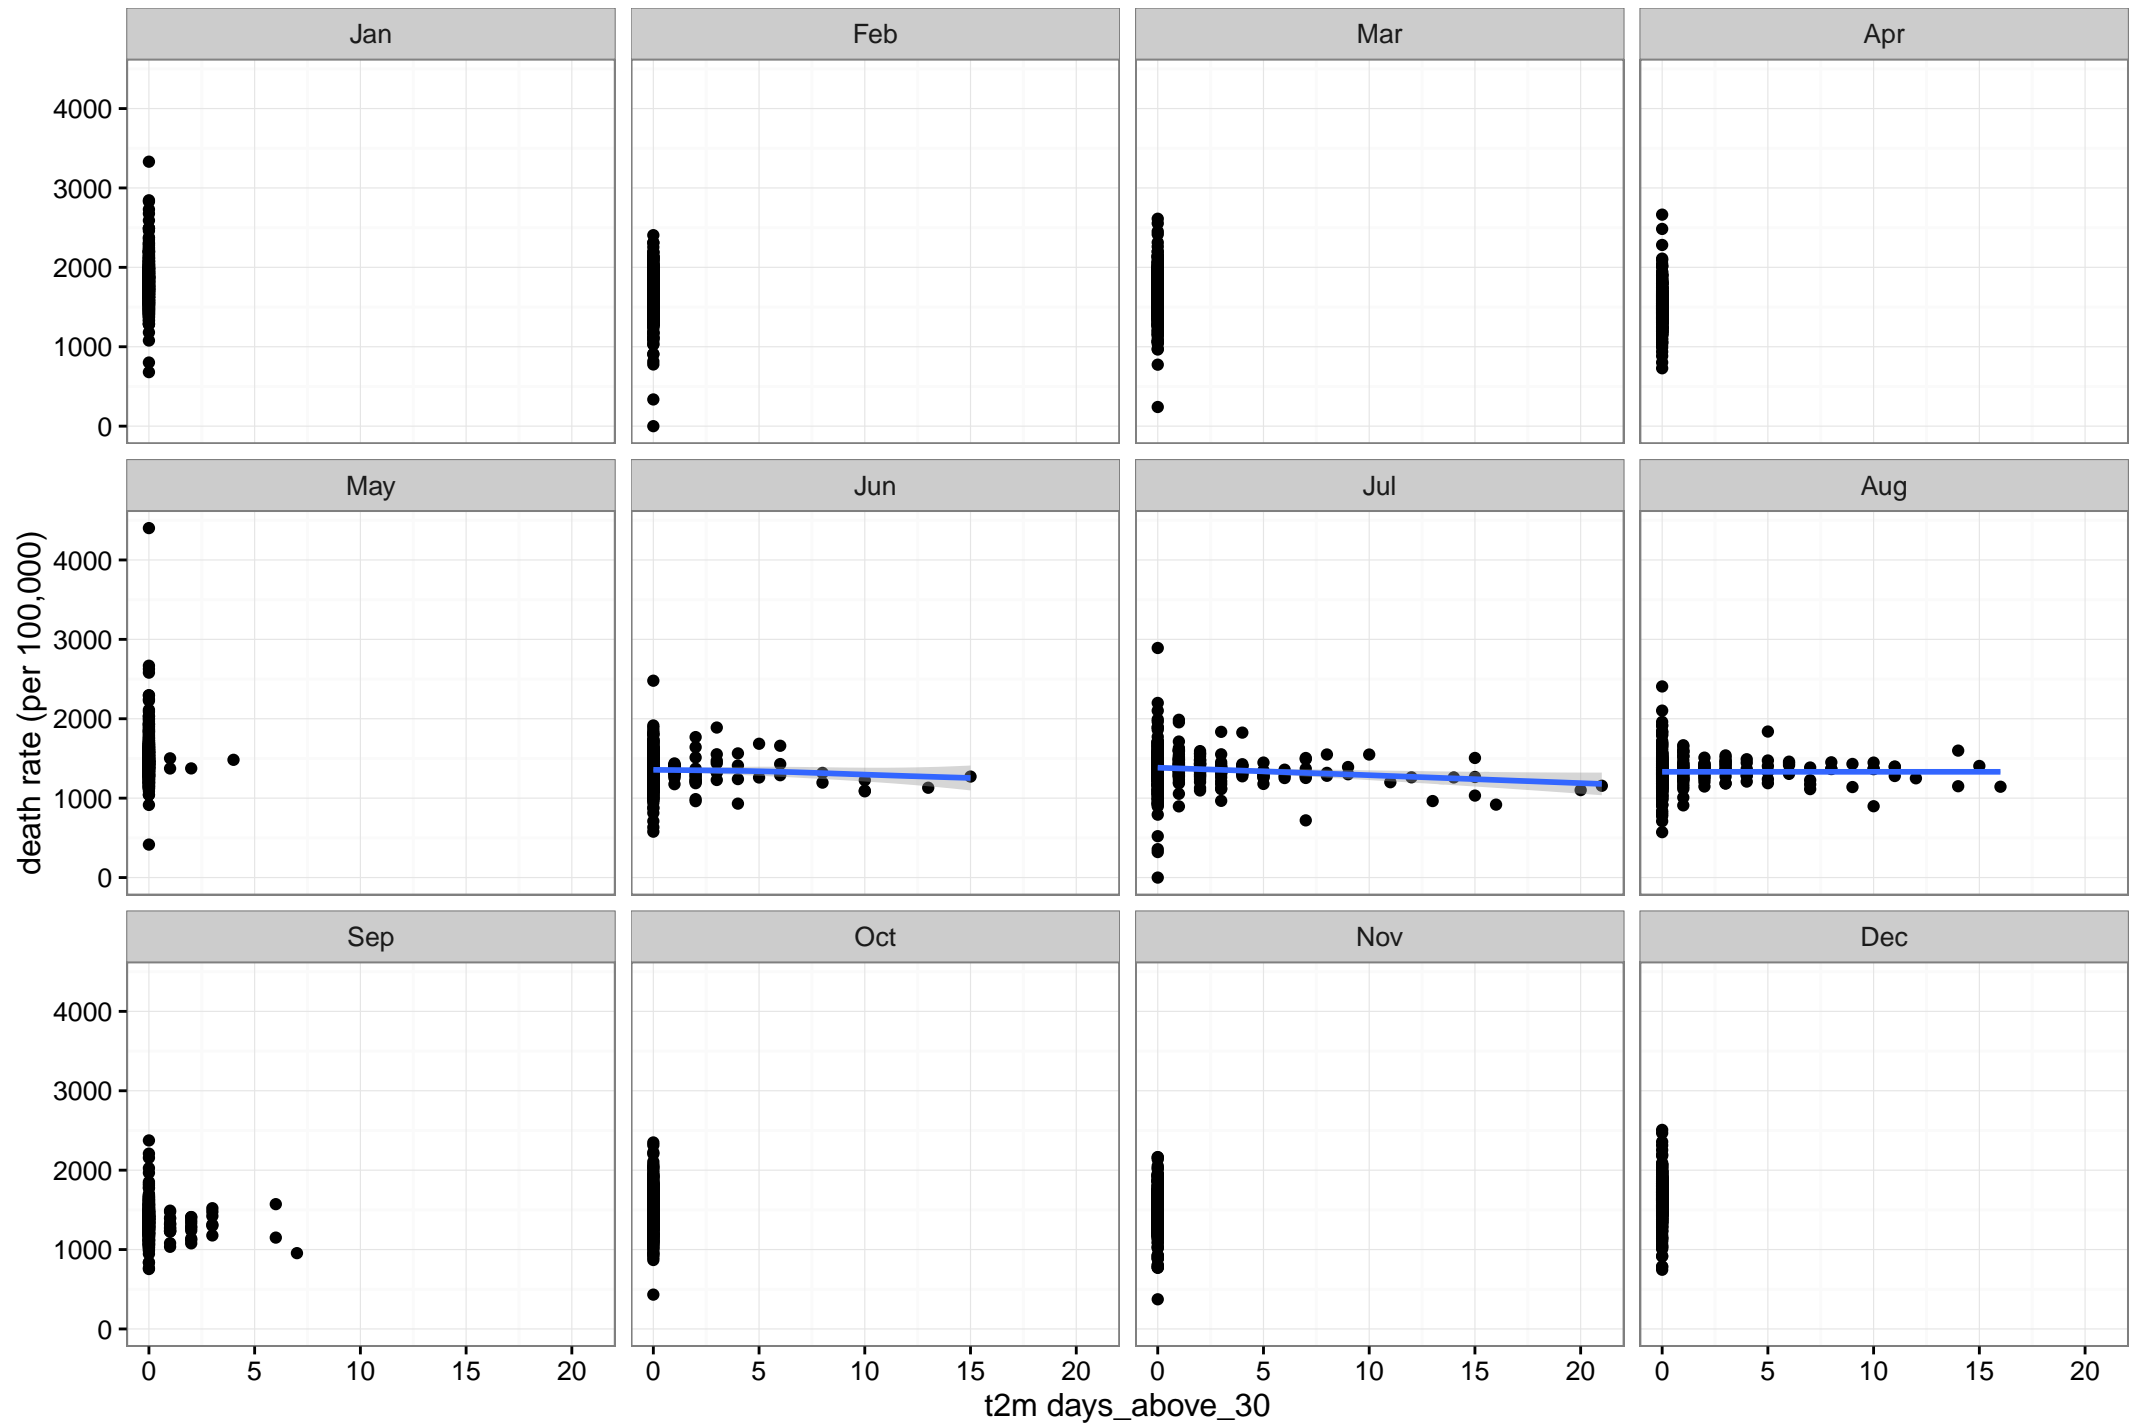 Jan Feb Mar Apr
4000
3000
2000
1000
0
May Jun Jul Aug
4000
3000
2000
1000
0
death rate (per 100,000)
Sep Oct Nov Dec
4000
3000
2000
1000
0
0 5 10 15 20 0 5 10 15 20 0 5 10 15 20 0 5 10 15 20
t2m days_above_30